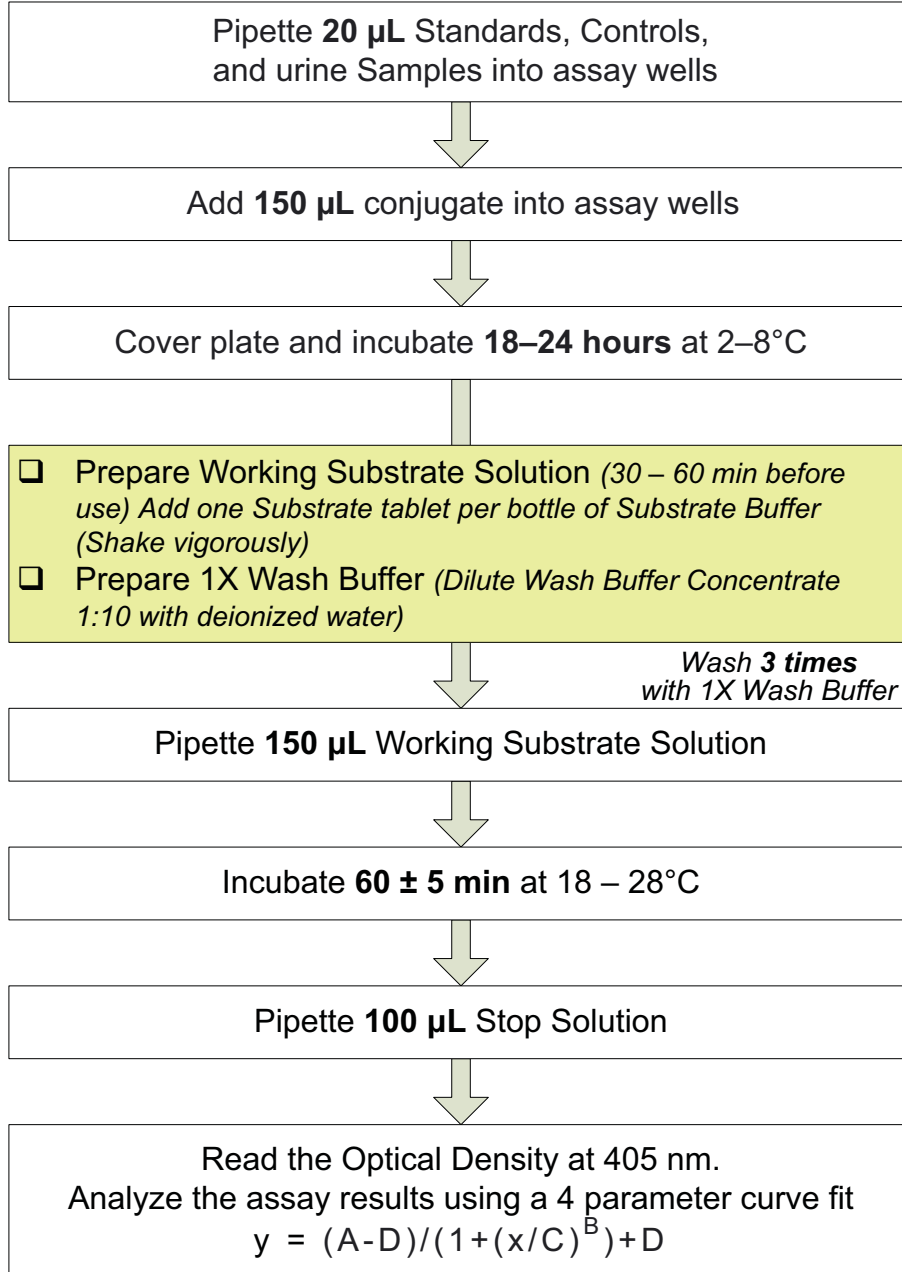 Pipette 20 µL Standards, Controls,
and urine Samples into assay wells
Add 150 µL conjugate into assay wells
Cover plate and incubate 18–24 hours at 2–8°C
❑ Prepare Working Substrate Solution (30 – 60 min before
use) Add one Substrate tablet per bottle of Substrate Buffer
(Shake vigorously)
❑ Prepare 1X Wash Buffer (Dilute Wash Buffer Concentrate
1:10 with deionized water)
Wash 3 times
with 1X Wash Buffer
Pipette 150 µL Working Substrate Solution
Incubate 60 ± 5 min at 18 – 28°C
Pipette 100 µL Stop Solution
Read the Optical Density at 405 nm.
Analyze the assay results using a 4 parameter curve fit
y = (A-D)/(1+(x/C)^B)+D